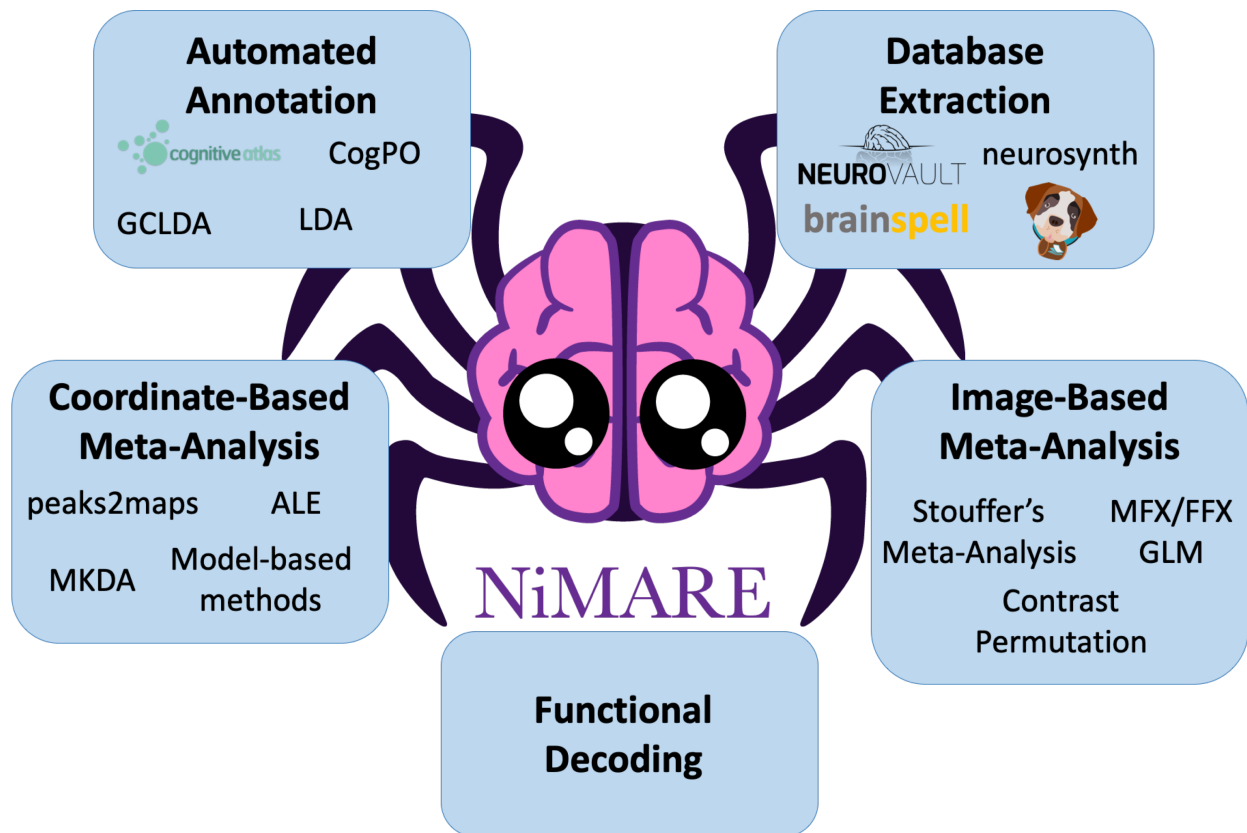 Automated
Annotation
cognitive atlas
CogPO
GCLDA
LDA
Database
Extraction
NEUROVAULT
neurosynth
brainspell
Coordinate-Based
Meta-Analysis
peaks2maps
ALE
MKDA
Model-based
methods
Image-Based
Meta-Analysis
Stouffer’s
Meta-Analysis
MFX/FFX
GLM
Contrast
Permutation
NiMARE
Functional
Decoding